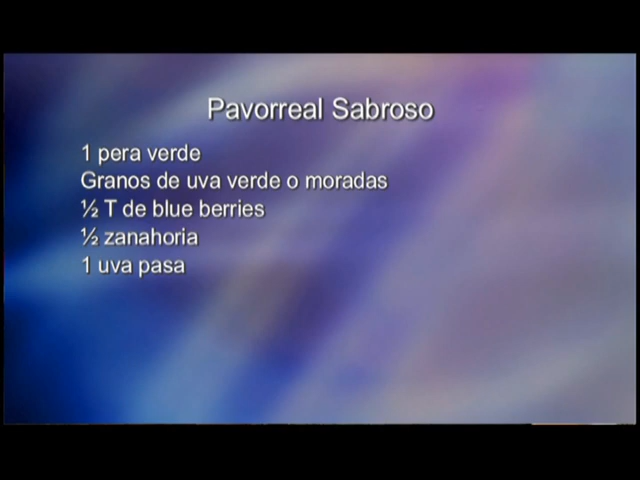 Pavorreal Sabroso
1 pera verde
Granos de uva verde o moradas
½ T de blue berries
½ zanahoria
1 uva pasa